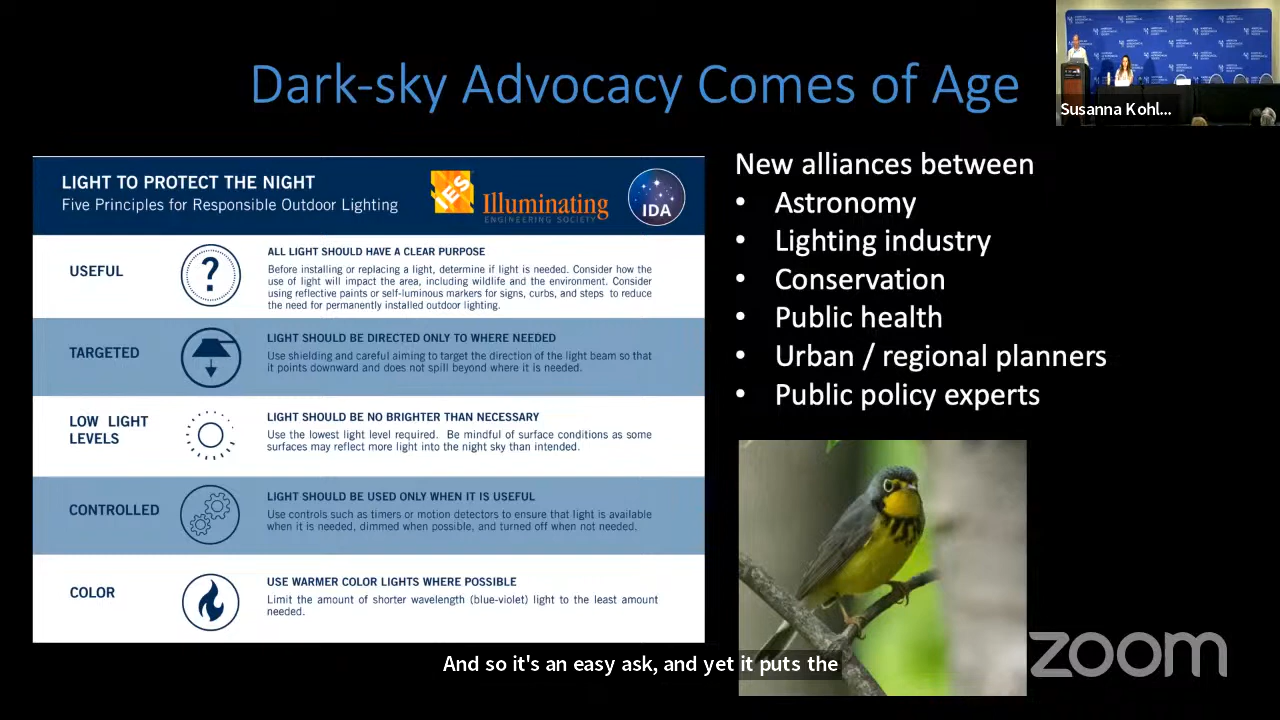 Dark-sky Advocacy Comes of Age
Susanna Kohl...
LIGHT TO PROTECT THE NIGHT
Five Principles for Responsible Outdoor Lighting
IES
Illuminating
ENGINEERING SOCIETY
IDA
USEFUL
?
ALL LIGHT SHOULD HAVE A CLEAR PURPOSE
Before installing or replacing a light, determine if light is needed. Consider how the
use of light will impact the area, including wildlife and the environment. Consider
using reflective paints or self-luminous markers for signs, curbs, and steps to reduce
the need for permanently installed outdoor lighting.
TARGETED
LIGHT SHOULD BE DIRECTED ONLY TO WHERE NEEDED
Use shielding and careful aiming to target the direction of the light beam so that
it points downward and does not spill beyond where it is needed.
LOW LIGHT
LEVELS
LIGHT SHOULD BE NO BRIGHTER THAN NECESSARY
Use the lowest light level required. Be mindful of surface conditions as some
surfaces may reflect more light into the night sky than intended.
CONTROLLED
LIGHT SHOULD BE USED ONLY WHEN IT IS USEFUL
Use controls such as timers or motion detectors to ensure that light is available
when it is needed, dimmed when possible, and turned off when not needed.
COLOR
USE WARMER COLOR LIGHTS WHERE POSSIBLE
Limit the amount of shorter wavelength (blue-violet) light to the least amount
needed.
New alliances between
• Astronomy
• Lighting industry
• Conservation
• Public health
• Urban / regional planners
• Public policy experts
And so it's an easy ask, and yet it puts the
zoom